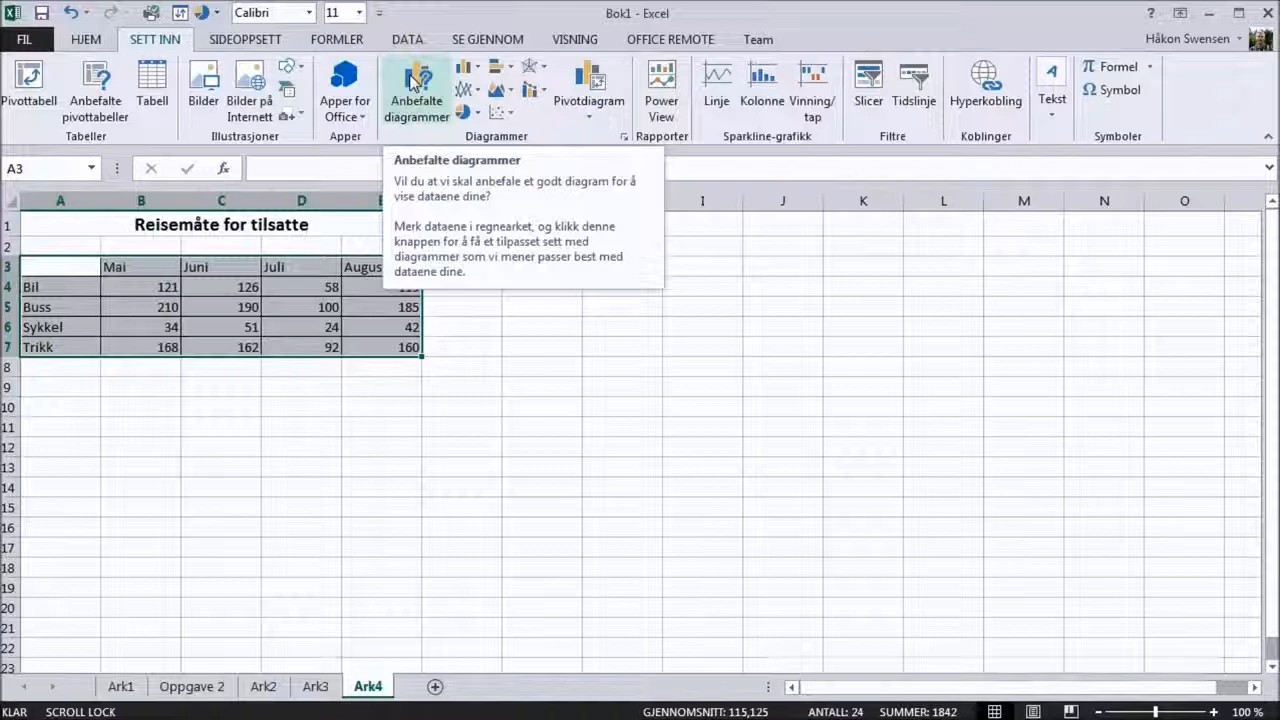 Calibri 11 Bok1 - Excel ?
FIL HJEM SETT INN SIDEOPPSETT FORMLER DATA SE GJENNOM VISNING OFFICE REMOTE Team Håkon Swensen
Pivottabell Anbefalte pivottabeller Tabell Bilder Bilder på Internett Apper for Office Anbefalte diagrammer Pivotdiagram Power View Linje Kolonne Vinning/tap Slicer Tidslinje Hyperkobling Tekst π Formel Ω Symbol
Tabeller Illustrasjoner Apper Diagrammer Rapporter Sparkline-grafikk Filtre Koblinger Symboler
A3 fx
Anbefalte diagrammer
Vil du at vi skal anbefale et godt diagram for å
vise dataene dine?
Merk dataene i regnearket, og klikk denne
knappen for å få et tilpasset sett med
diagrammer som vi mener passer best med
dataene dine.
A B C D E I J K L M N O
1 Reisemåte for tilsatte
2
3 Mai Juni Juli Augus
4 Bil 121 126 58
5 Buss 210 190 100 185
6 Sykkel 34 51 24 42
7 Trikk 168 162 92 160
8
9
10
11
12
13
14
15
16
17
18
19
20
21
22
23
Ark1 Oppgave 2 Ark2 Ark3 Ark4
KLAR SCROLL LOCK GJENNOMSNITT: 115,125 ANTALL: 24 SUMMER: 1842 100 %